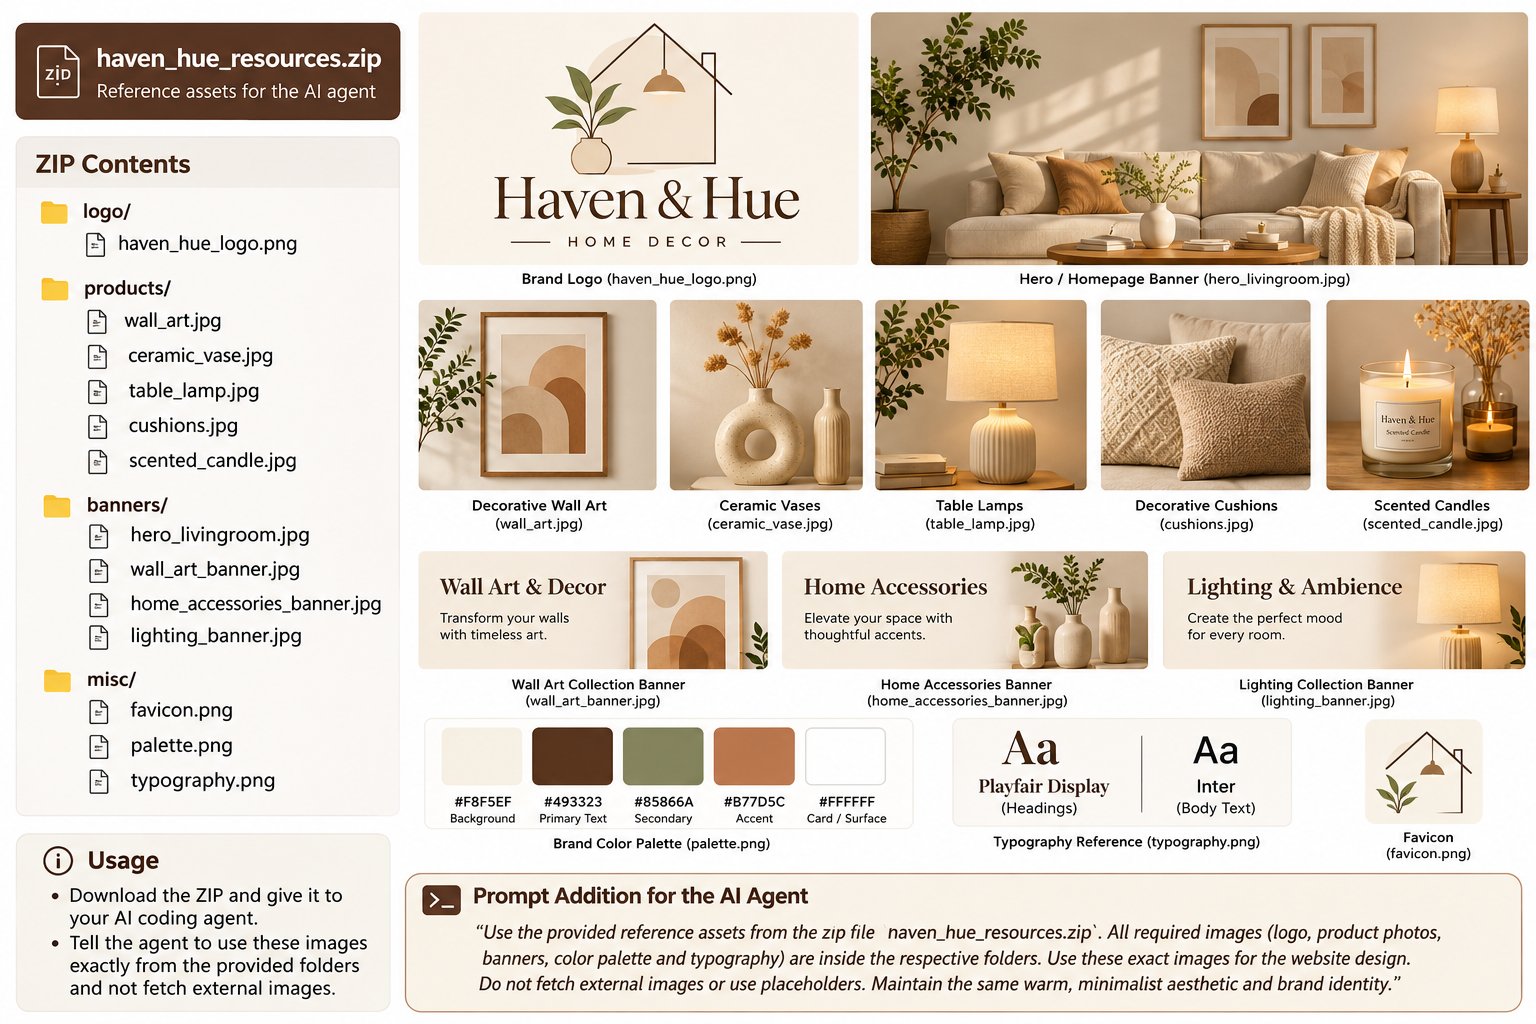 ZIP
haven_hue_resources.zip
Reference assets for the AI agent
ZIP Contents
logo/
haven_hue_logo.png
products/
wall_art.jpg
ceramic_vase.jpg
table_lamp.jpg
cushions.jpg
scented_candle.jpg
banners/
hero_livingroom.jpg
wall_art_banner.jpg
home_accessories_banner.jpg
lighting_banner.jpg
misc/
favicon.png
palette.png
typography.png
Usage
• Download the ZIP and give it to
your AI coding agent.
• Tell the agent to use these images
exactly from the provided folders
and not fetch external images.
Haven & Hue
HOME DECOR
Brand Logo (haven_hue_logo.png)
Hero / Homepage Banner (hero_livingroom.jpg)
Decorative Wall Art
(wall_art.jpg)
Ceramic Vases
(ceramic_vase.jpg)
Table Lamps
(table_lamp.jpg)
Decorative Cushions
(cushions.jpg)
Haven & Hue
Scented Candle
Scented Candles
(scented_candle.jpg)
Wall Art & Decor
Transform your walls
with timeless art.
Wall Art Collection Banner
(wall_art_banner.jpg)
Home Accessories
Elevate your space with
thoughtful accents.
Home Accessories Banner
(home_accessories_banner.jpg)
Lighting & Ambience
Create the perfect mood
for every room.
Lighting Collection Banner
(lighting_banner.jpg)
#F8F5EF
Background
#493323
Primary Text
#85866A
Secondary
#B77D5C
Accent
#FFFFFF
Card / Surface
Brand Color Palette (palette.png)
Aa
Playfair Display
(Headings)
Aa
Inter
(Body Text)
Typography Reference (typography.png)
Favicon
(favicon.png)
>_ Prompt Addition for the AI Agent
“Use the provided reference assets from the zip file `naven_hue_resources.zip`. All required images (logo, product photos,
banners, color palette and typography) are inside the respective folders. Use these exact images for the website design.
Do not fetch external images or use placeholders. Maintain the same warm, minimalist aesthetic and brand identity.”